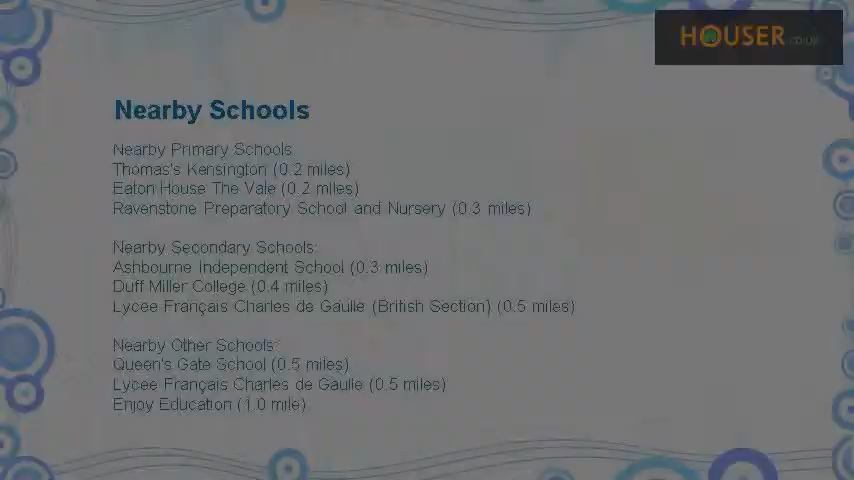 HOUSER.co.uk
Nearby Schools
Nearby Primary Schools:
Thomas's Kensington (0.2 miles)
Eaton House The Vale (0.2 miles)
Ravenstone Preparatory School and Nursery (0.3 miles)
Nearby Secondary Schools:
Ashbourne Independent School (0.3 miles)
Duff Miller College (0.4 miles)
Lycee Français Charles de Gaulle (British Section) (0.5 miles)
Nearby Other Schools:
Queen's Gate School (0.5 miles)
Lycee Français Charles de Gaulle (0.5 miles)
Enjoy Education (1.0 mile)